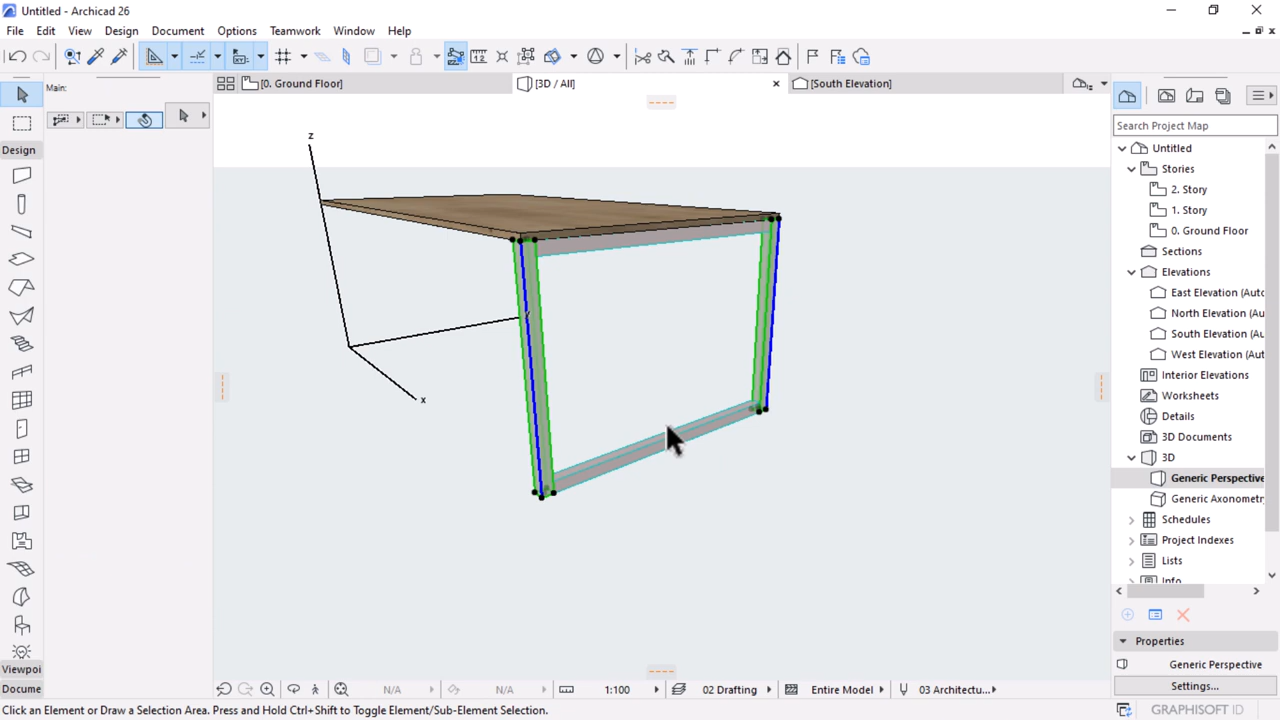 Untitled - Archicad 26
File Edit View Design Document Options Teamwork Window Help
[0. Ground Floor] [3D / All] [South Elevation]
Main:
Search Project Map
Design
Untitled
Stories
2. Story
1. Story
0. Ground Floor
Sections
Elevations
East Elevation (Auto
North Elevation (Au
South Elevation (Au
West Elevation (Aut
Interior Elevations
Worksheets
Details
3D Documents
3D
Generic Perspective
Generic Axonometr
Schedules
Project Indexes
Lists
Info
z
y
x
Properties
Viewpoi
Generic Perspective
Docume
N/A N/A 1:100 02 Drafting Entire Model 03 Architectu...
Settings...
Click an Element or Draw a Selection Area. Press and Hold Ctrl+Shift to Toggle Element/Sub-Element Selection.
GRAPHISOFT ID